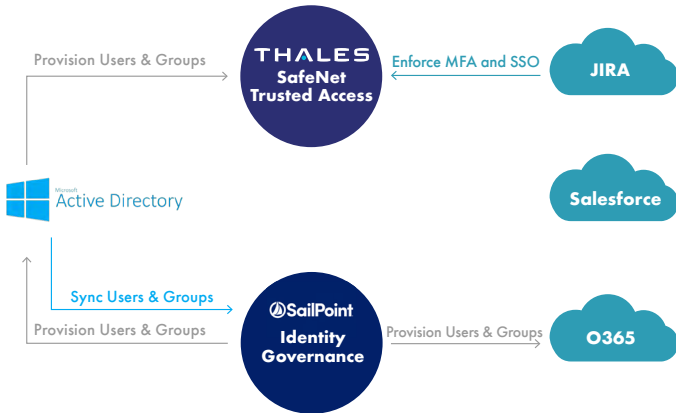 Provision Users & Groups
THALES
SafeNet
Trusted Access
Enforce MFA and SSO
JIRA
Microsoft
Active Directory
Salesforce
Sync Users & Groups
Provision Users & Groups
SailPoint
Identity
Governance
Provision Users & Groups
O365